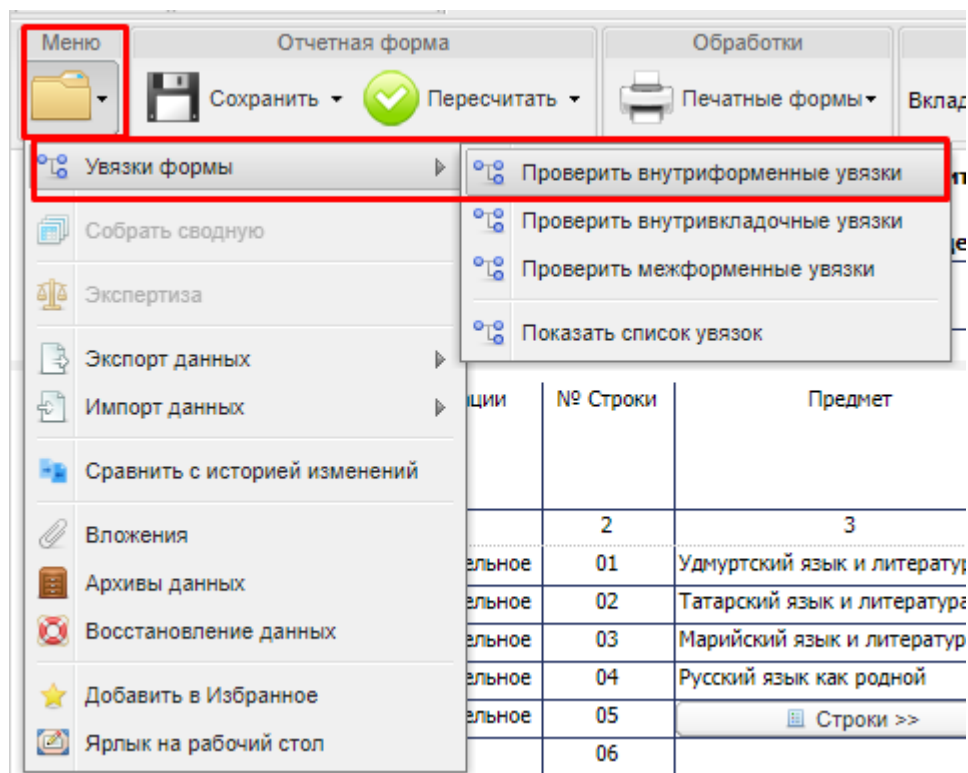 Меню
Отчетная форма
Обработки
Сохранить
Пересчитать
Печатные формы
Увязки формы
Проверить внутриформенные увязки
Собрать сводную
Проверить внутривкладочные увязки
Проверить межформенные увязки
Экспертиза
Показать список увязок
Экспорт данных
Импорт данных
№ Строки
Предмет
Сравнить с историей изменений
2
3
Вложения
01 Удмуртский язык и
Архивы данных
02 Татарский язык и литература
Восстановление данных
03 Марийский язык и
04 Русский язык как родной
Добавить в Избранное
05 Строки >>
Ярлык на рабочий стол
06